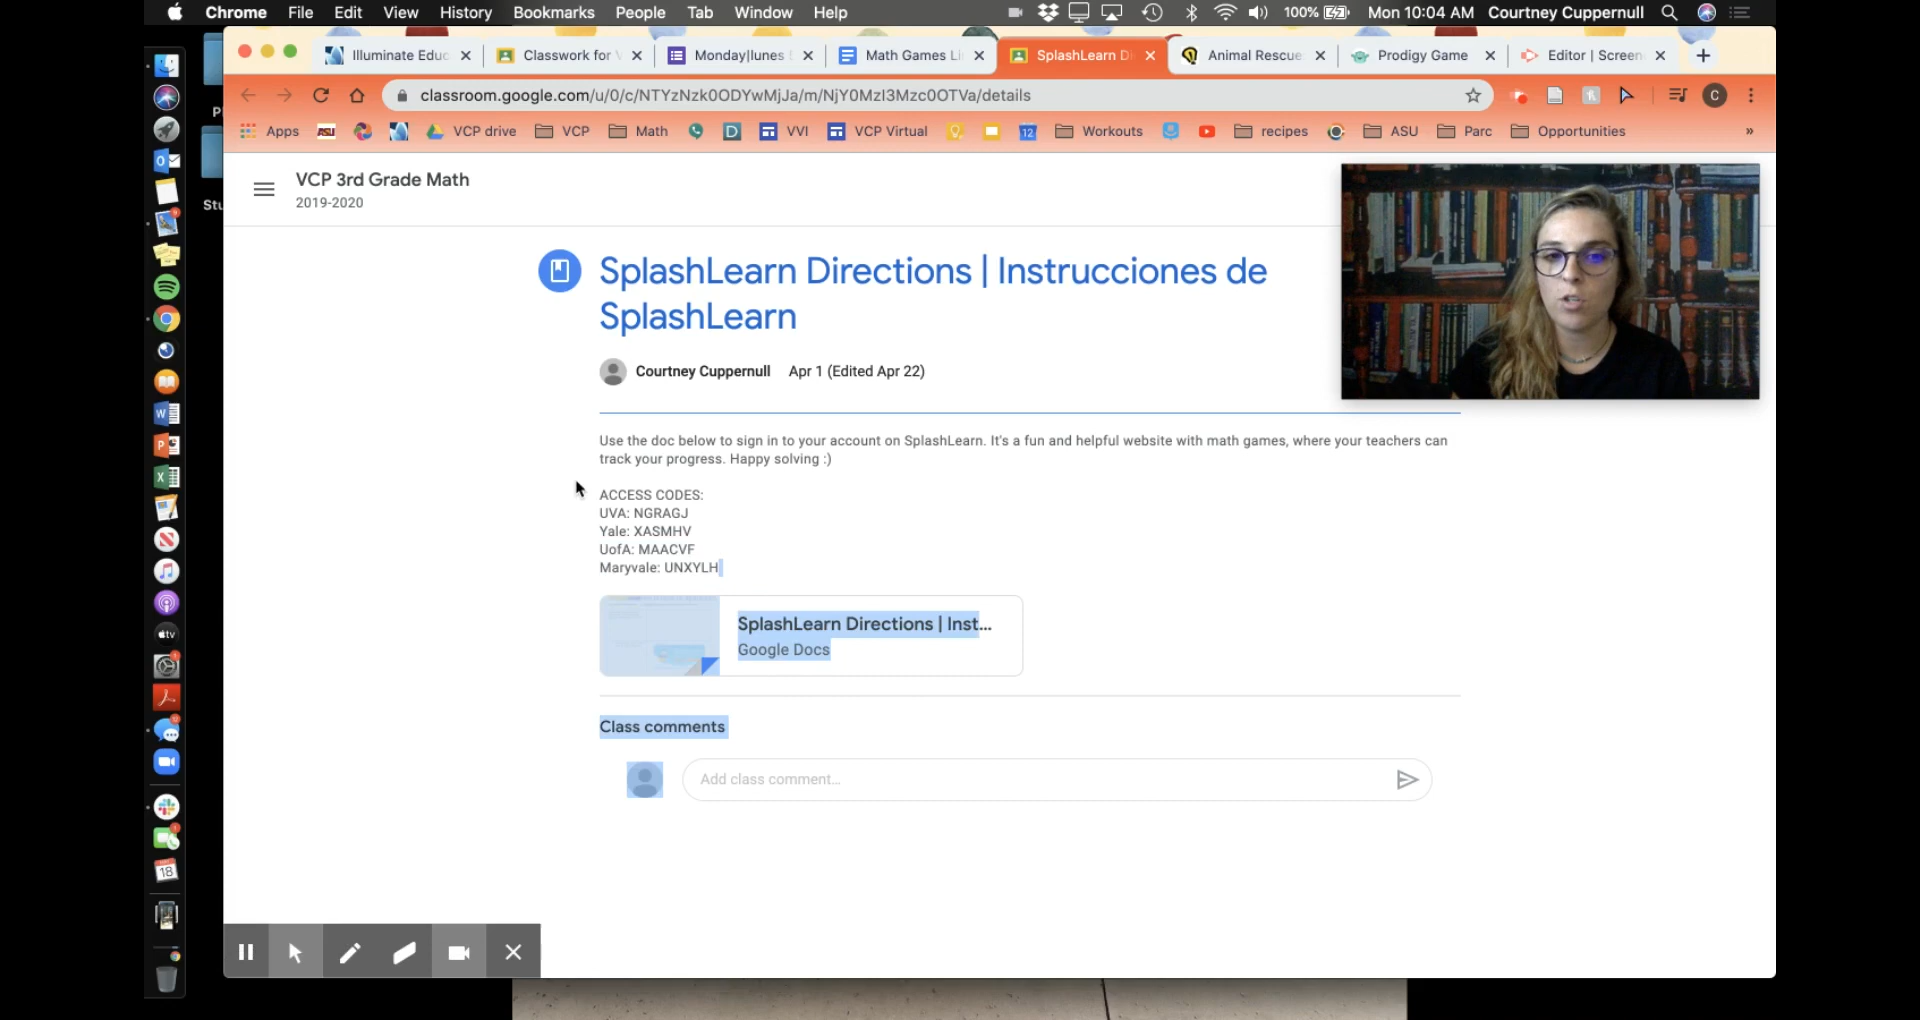 Chrome File Edit View History Bookmarks People Tab Window Help 100% Mon 10:04 AM Courtney Cuppernull
Illuminate Educ Classwork for V Monday|lunes Math Games Li SplashLearn Di Animal Rescue Prodigy Game Editor | Screen
classroom.google.com/u/0/c/NTYzNzk0ODYwMjJa/m/NjY0MzI3Mzc0OTVa/details C
Apps ASU VCP drive VCP Math D VVI VCP Virtual 12 Workouts recipes ASU Parc Opportunities »
VCP 3rd Grade Math
2019-2020
Stu
SplashLearn Directions | Instrucciones de
SplashLearn
Courtney Cuppernull Apr 1 (Edited Apr 22)
Use the doc below to sign in to your account on SplashLearn. It's a fun and helpful website with math games, where your teachers can
track your progress. Happy solving :)
ACCESS CODES:
UVA: NGRAGJ
Yale: XASMHV
UofA: MAACVF
Maryvale: UNXYLH
SplashLearn Directions | Inst...
Google Docs
Class comments
Add class comment...
tv
18